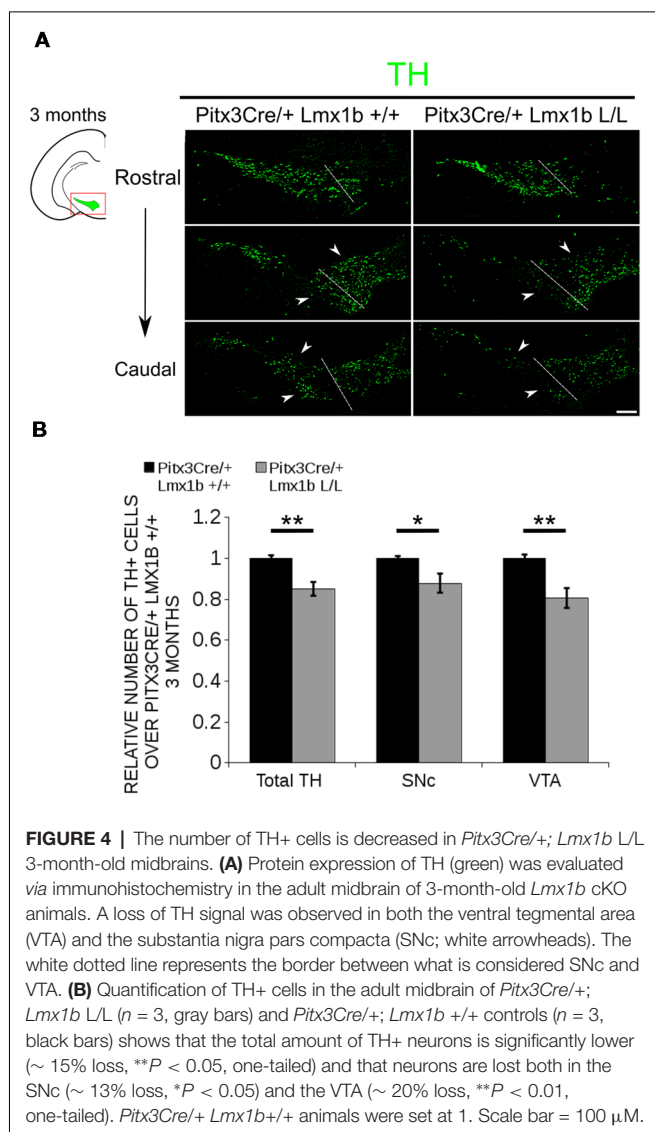 A
TH
3 months
Pitx3Cre/+ Lmx1b +/+
Pitx3Cre/+ Lmx1b L/L
Rostral
Caudal
B
Pitx3Cre/+
Lmx1b +/+
Pitx3Cre/+
Lmx1b L/L
RELATIVE NUMBER OF TH+ CELLS
OVER PITX3CRE/+ LMX1B +/+
3 MONTHS
1.2
1
0.8
0.6
0.4
0.2
0
**
*
**
Total TH
SNc
VTA
FIGURE 4 | The number of TH+ cells is decreased in Pitx3Cre/+; Lmx1b L/L
3-month-old midbrains. (A) Protein expression of TH (green) was evaluated
via immunohistochemistry in the adult midbrain of 3-month-old Lmx1b cKO
animals. A loss of TH signal was observed in both the ventral tegmental area
(VTA) and the substantia nigra pars compacta (SNc; white arrowheads). The
white dotted line represents the border between what is considered SNc and
VTA. (B) Quantification of TH+ cells in the adult midbrain of Pitx3Cre/+;
Lmx1b L/L (n = 3, gray bars) and Pitx3Cre/+; Lmx1b +/+ controls (n = 3,
black bars) shows that the total amount of TH+ neurons is significantly lower
(~ 15% loss, **P < 0.05, one-tailed) and that neurons are lost both in the
SNc (~ 13% loss, *P < 0.05) and the VTA (~ 20% loss, **P < 0.01,
one-tailed). Pitx3Cre/+ Lmx1b+/+ animals were set at 1. Scale bar = 100 μM.